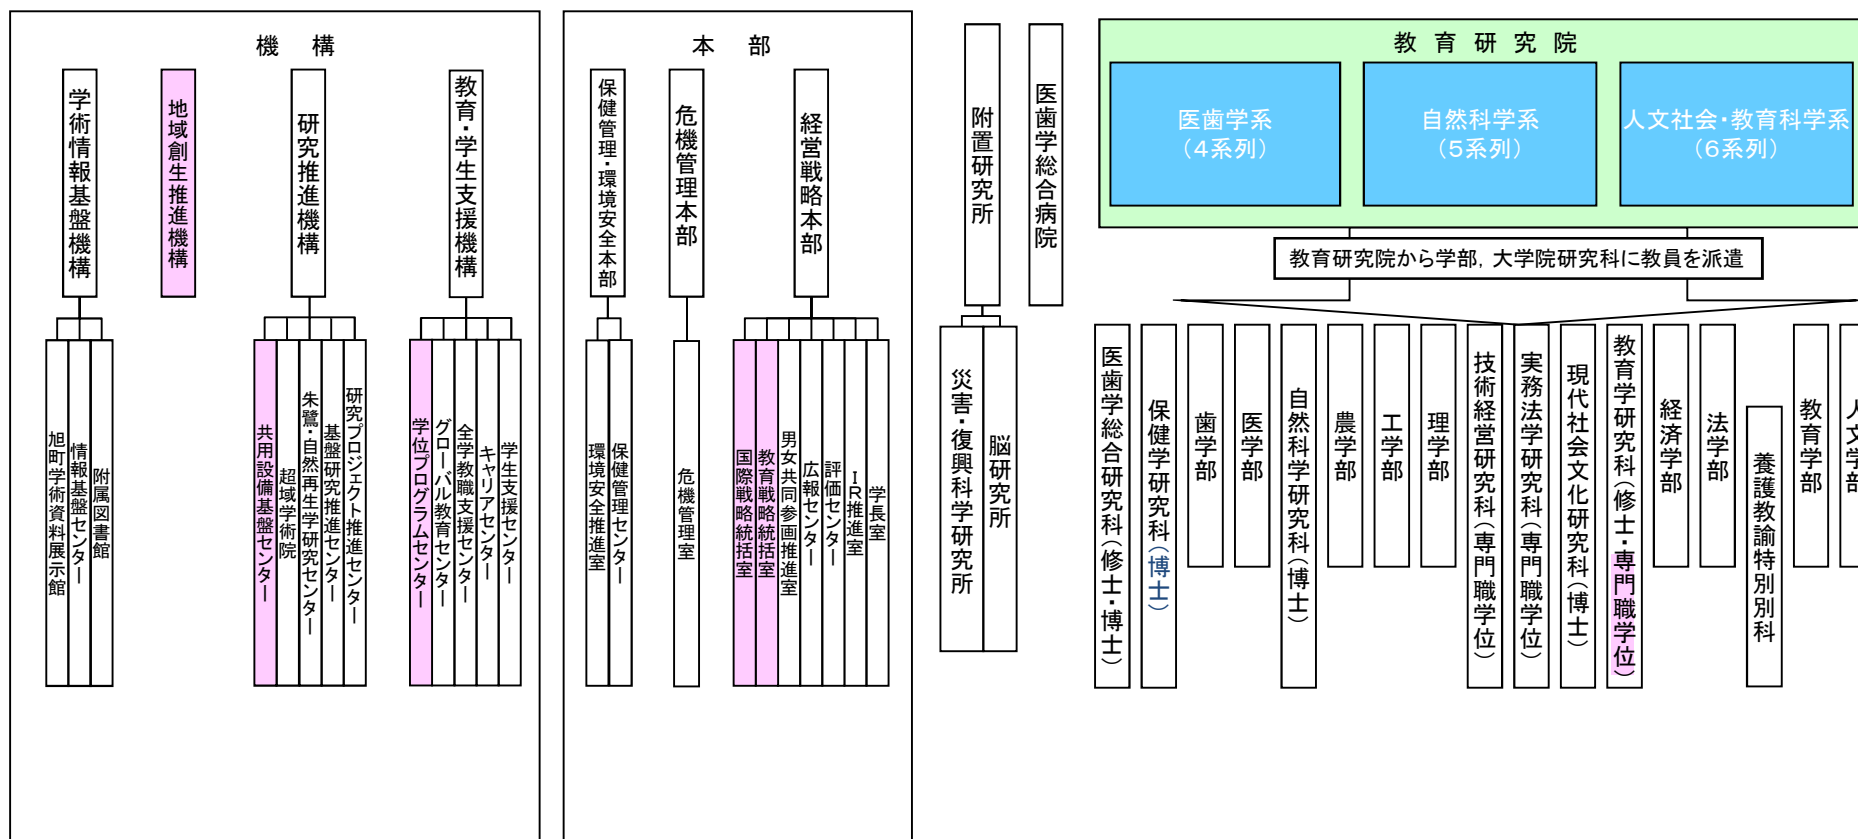 機構
学術情報基盤機構
地域創生推進機構
研究推進機構
教育・学生支援機構
旭町学術資料展示館
情報基盤センター
附属図書館
共用設備基盤センター
超域学術院
朱鷺・自然再生学研究センター
基盤研究推進センター
研究プロジェクト推進センター
学位プログラムセンター
グローバル教育センター
全学教職支援センター
キャリアセンター
学生支援センター
本部
保健管理・環境安全本部
危機管理本部
経営戦略本部
環境安全推進室
保健管理センター
危機管理室
国際戦略統括室
教育戦略統括室
男女共同参画推進室
広報センター
評価センター
IR推進室
学長室
附置研究所
医歯学総合病院
災害・復興科学研究所
脳研究所
教育研究院
医歯学系
（4系列）
自然科学系
（5系列）
人文社会・教育科学系
（6系列）
教育研究院から学部，大学院研究科に教員を派遣
医歯学総合研究科（修士・博士）
保健学研究科（博士）
歯学部
医学部
自然科学研究科（博士）
農学部
工学部
理学部
技術経営研究科（専門職学位）
実務法学研究科（専門職学位）
現代社会文化研究科（博士）
教育学研究科（修士・専門職学位）
経済学部
法学部
養護教諭特別別科
教育学部
人文学部